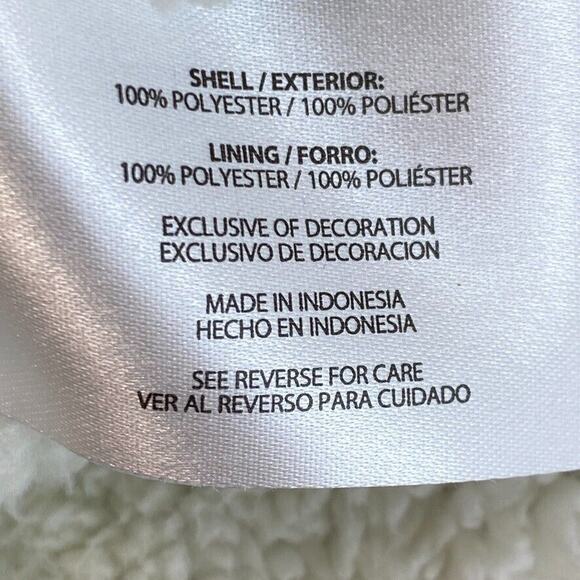 SHELL / EXTERIOR:
100% POLYESTER / 100% POLIÉSTER
LINING / FORRO:
100% POLYESTER / 100% POLIÉSTER
EXCLUSIVE OF DECORATION
EXCLUSIVO DE DECORACION
MADE IN INDONESIA
HECHO EN INDONESIA
SEE REVERSE FOR CARE
VER AL REVERSO PARA CUIDADO